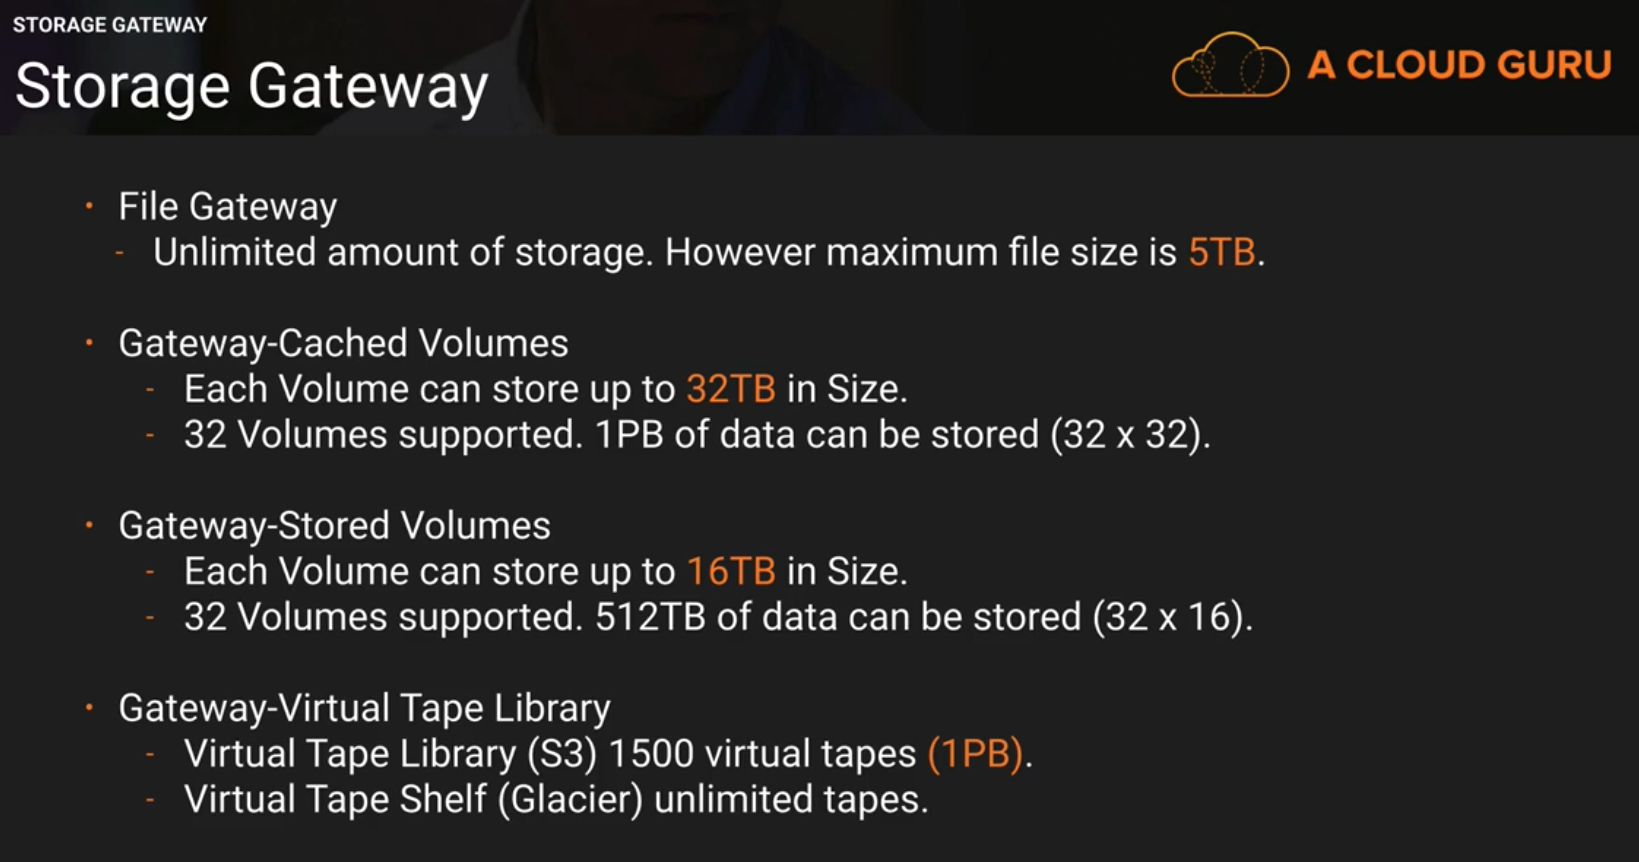 STORAGE GATEWAY
Storage Gateway
A CLOUD GURU
• File Gateway
- Unlimited amount of storage. However maximum file size is 5TB.
• Gateway-Cached Volumes
- Each Volume can store up to 32TB in Size.
- 32 Volumes supported. 1PB of data can be stored (32 x 32).
• Gateway-Stored Volumes
- Each Volume can store up to 16TB in Size.
- 32 Volumes supported. 512TB of data can be stored (32 x 16).
• Gateway-Virtual Tape Library
- Virtual Tape Library (S3) 1500 virtual tapes (1PB).
- Virtual Tape Shelf (Glacier) unlimited tapes.